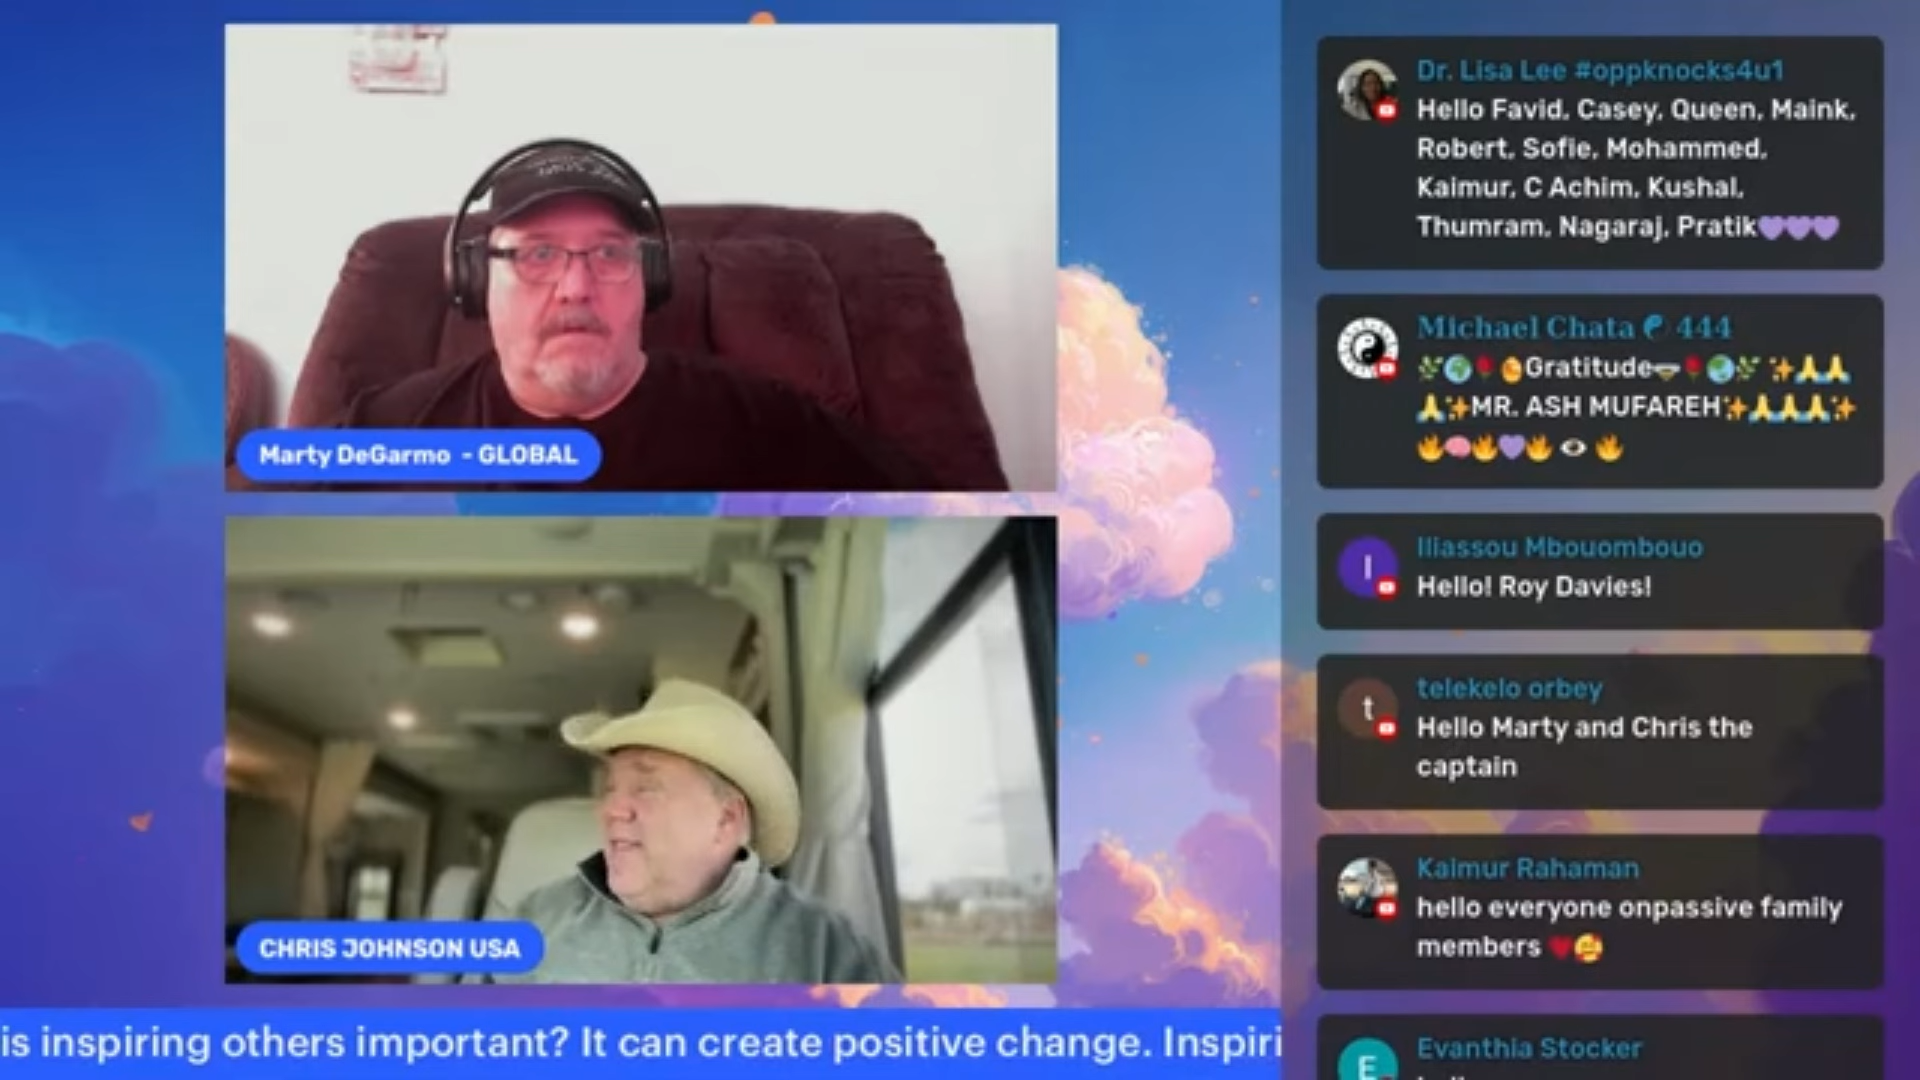 Marty DeGarmo - GLOBAL
CHRIS JOHNSON USA
is inspiring others important? It can create positive change. Inspiri
Dr. Lisa Lee #oppknocks4u1
Hello Favid, Casey, Queen, Maink,
Robert, Sofie, Mohammed,
Kaimur, C Achim, Kushal,
Thumram, Nagaraj, Pratik💜💜💜
Michael Chata ☯ 444
Gratitude
MR. ASH MUFAREH
I
Iliassou Mbouombouo
Hello! Roy Davies!
t
telekelo orbey
Hello Marty and Chris the
captain
Kaimur Rahaman
hello everyone onpassive family
members ❤️🥰
E
Evanthia Stocker